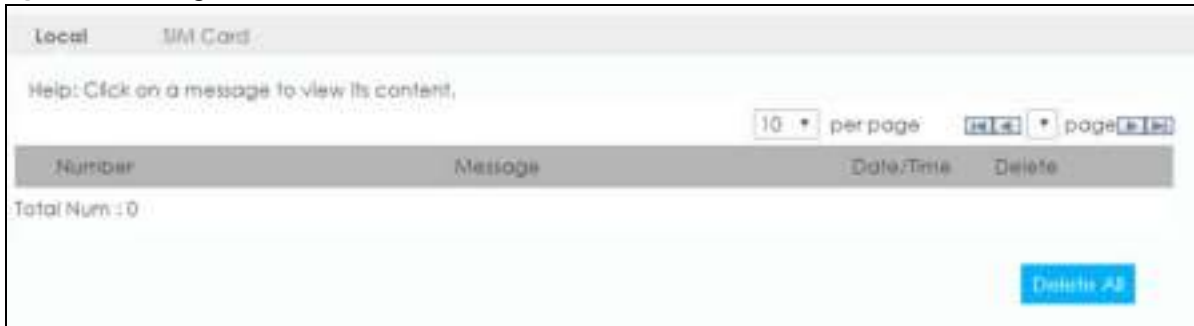 Local SIM Card
Help: Click on a message to view its content.
10 per page page
Number Message Date/Time Delete
Total Num : 0
Delete All